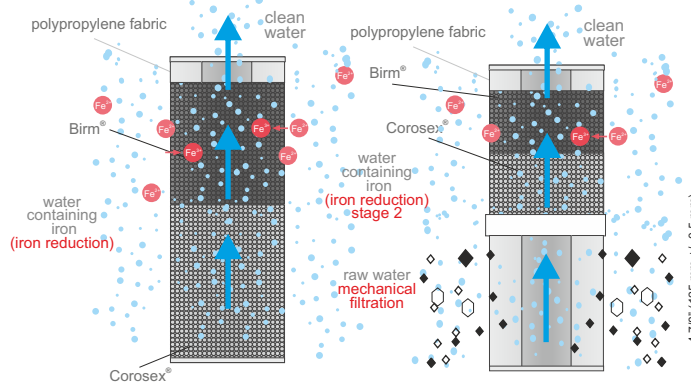 clean
water
polypropylene fabric
Birm®
water
containing
iron
(iron reduction)
Corosex®
clean
water
polypropylene fabric
Birm®
Corosex®
water
containing
iron
(iron reduction)
stage 2
raw water
mechanical
filtration